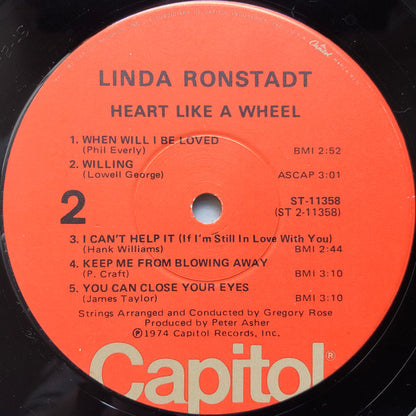 LINDA RONSTADT
HEART LIKE A WHEEL
1. WHEN WILL I BE LOVED
(Phil Everly) BMI 2:52
2. WILLING
(Lowell George) ASCAP 3:01
2
ST-11358
(ST 2-11358)
3. I CAN'T HELP IT (If I'm Still In Love With You)
(Hank Williams) BMI 2:44
4. KEEP ME FROM BLOWING AWAY
(P. Craft) BMI 3:10
5. YOU CAN CLOSE YOUR EYES
(James Taylor) BMI 3:10
Strings Arranged and Conducted by Gregory Rose
Produced by Peter Asher
Ⓟ1974 Capitol Records, Inc.
Capitol®